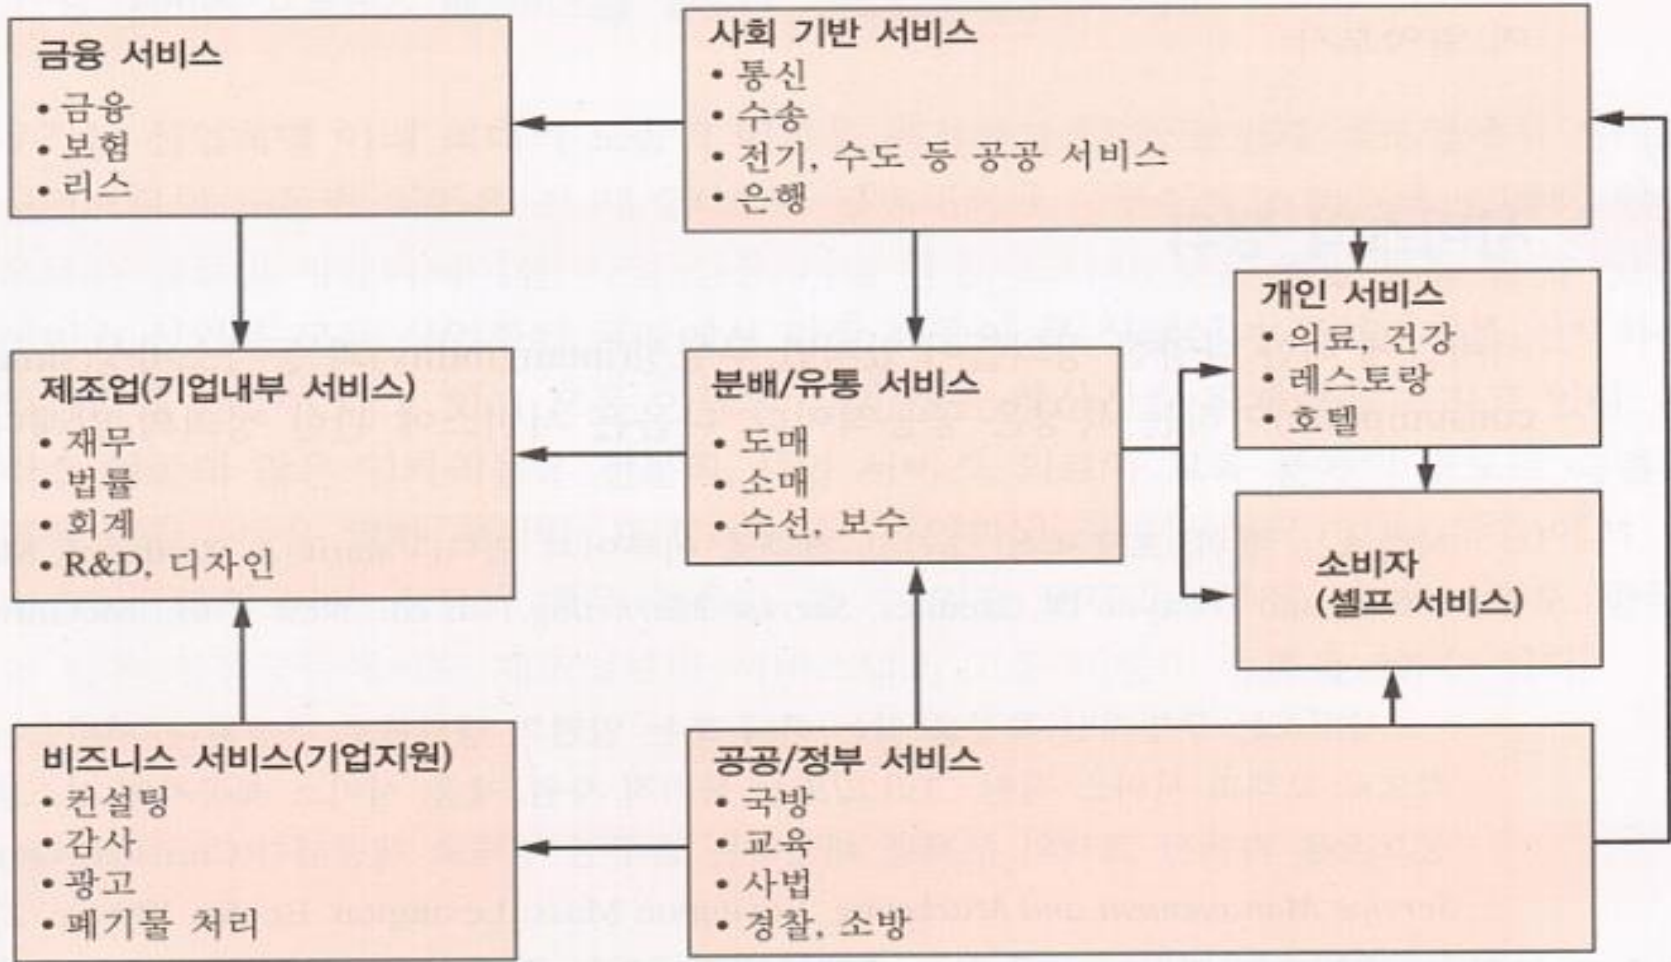 금융 서비스
• 금융
• 보험
• 리스
사회 기반 서비스
• 통신
• 수송
• 전기, 수도 등 공공 서비스
• 은행
개인 서비스
• 의료, 건강
• 레스토랑
• 호텔
제조업(기업내부 서비스)
• 재무
• 법률
• 회계
• R&D, 디자인
분배/유통 서비스
• 도매
• 소매
• 수선, 보수
소비자
(셀프 서비스)
비즈니스 서비스(기업지원)
• 컨설팅
• 감사
• 광고
• 폐기물 처리
공공/정부 서비스
• 국방
• 교육
• 사법
• 경찰, 소방